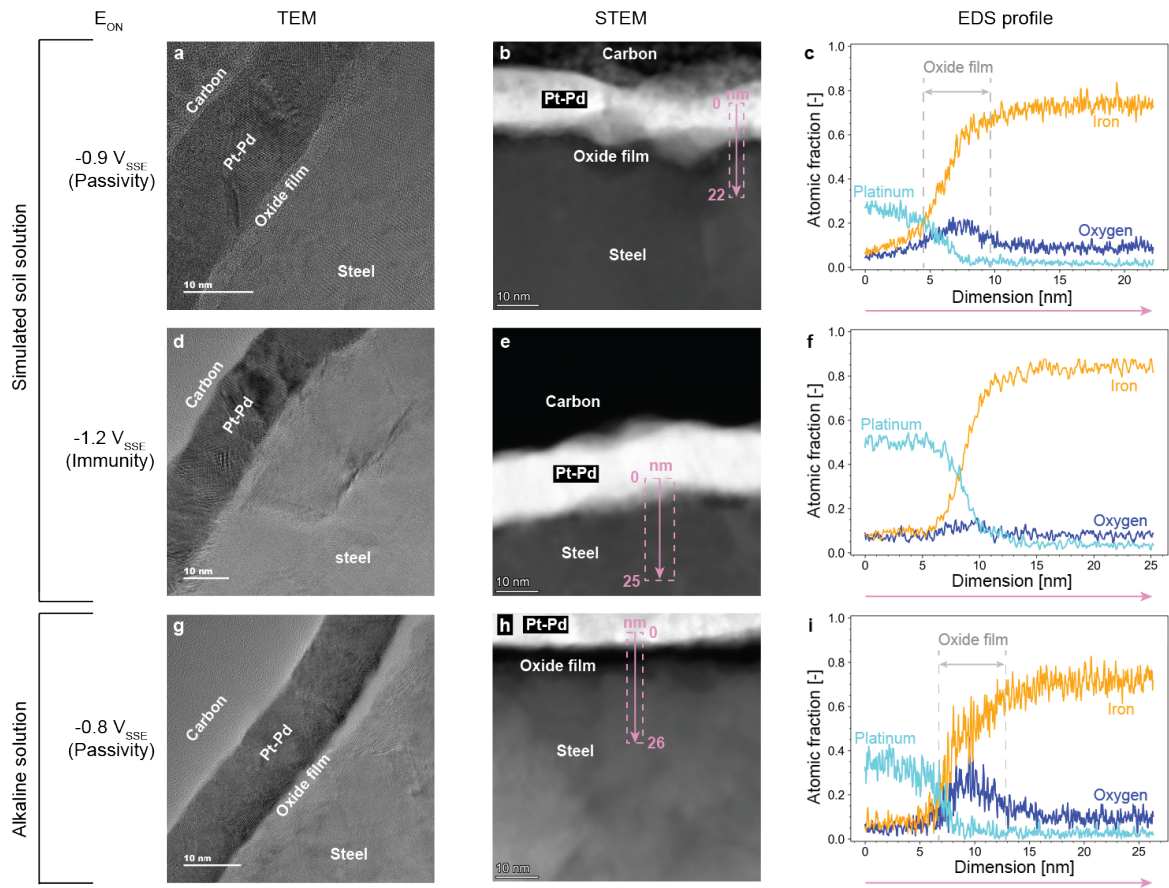 E_ON
TEM
STEM
EDS profile
Simulated soil solution
-0.9 V_SSE
(Passivity)
a
Carbon
Pt-Pd
Oxide film
Steel
10 nm
b
Carbon
Pt-Pd
nm
0
Oxide film
22
Steel
10 nm
c
Oxide film
Iron
Platinum
Oxygen
Atomic fraction [-]
1.0
0.8
0.6
0.4
0.2
0.0
0 5 10 15 20
Dimension [nm]
-1.2 V_SSE
(Immunity)
d
Carbon
Pt-Pd
steel
10 nm
e
Carbon
Pt-Pd
nm
0
Steel
25
10 nm
f
Platinum
Iron
Oxygen
Atomic fraction [-]
1.0
0.8
0.6
0.4
0.2
0.0
0 5 10 15 20 25
Dimension [nm]
Alkaline solution
-0.8 V_SSE
(Passivity)
g
Carbon
Pt-Pd
Oxide film
Steel
10 nm
h
Pt-Pd
nm
0
Oxide film
Steel
26
10 nm
i
Oxide film
Iron
Platinum
Oxygen
Atomic fraction [-]
1.0
0.8
0.6
0.4
0.2
0.0
0 5 10 15 20 25
Dimension [nm]